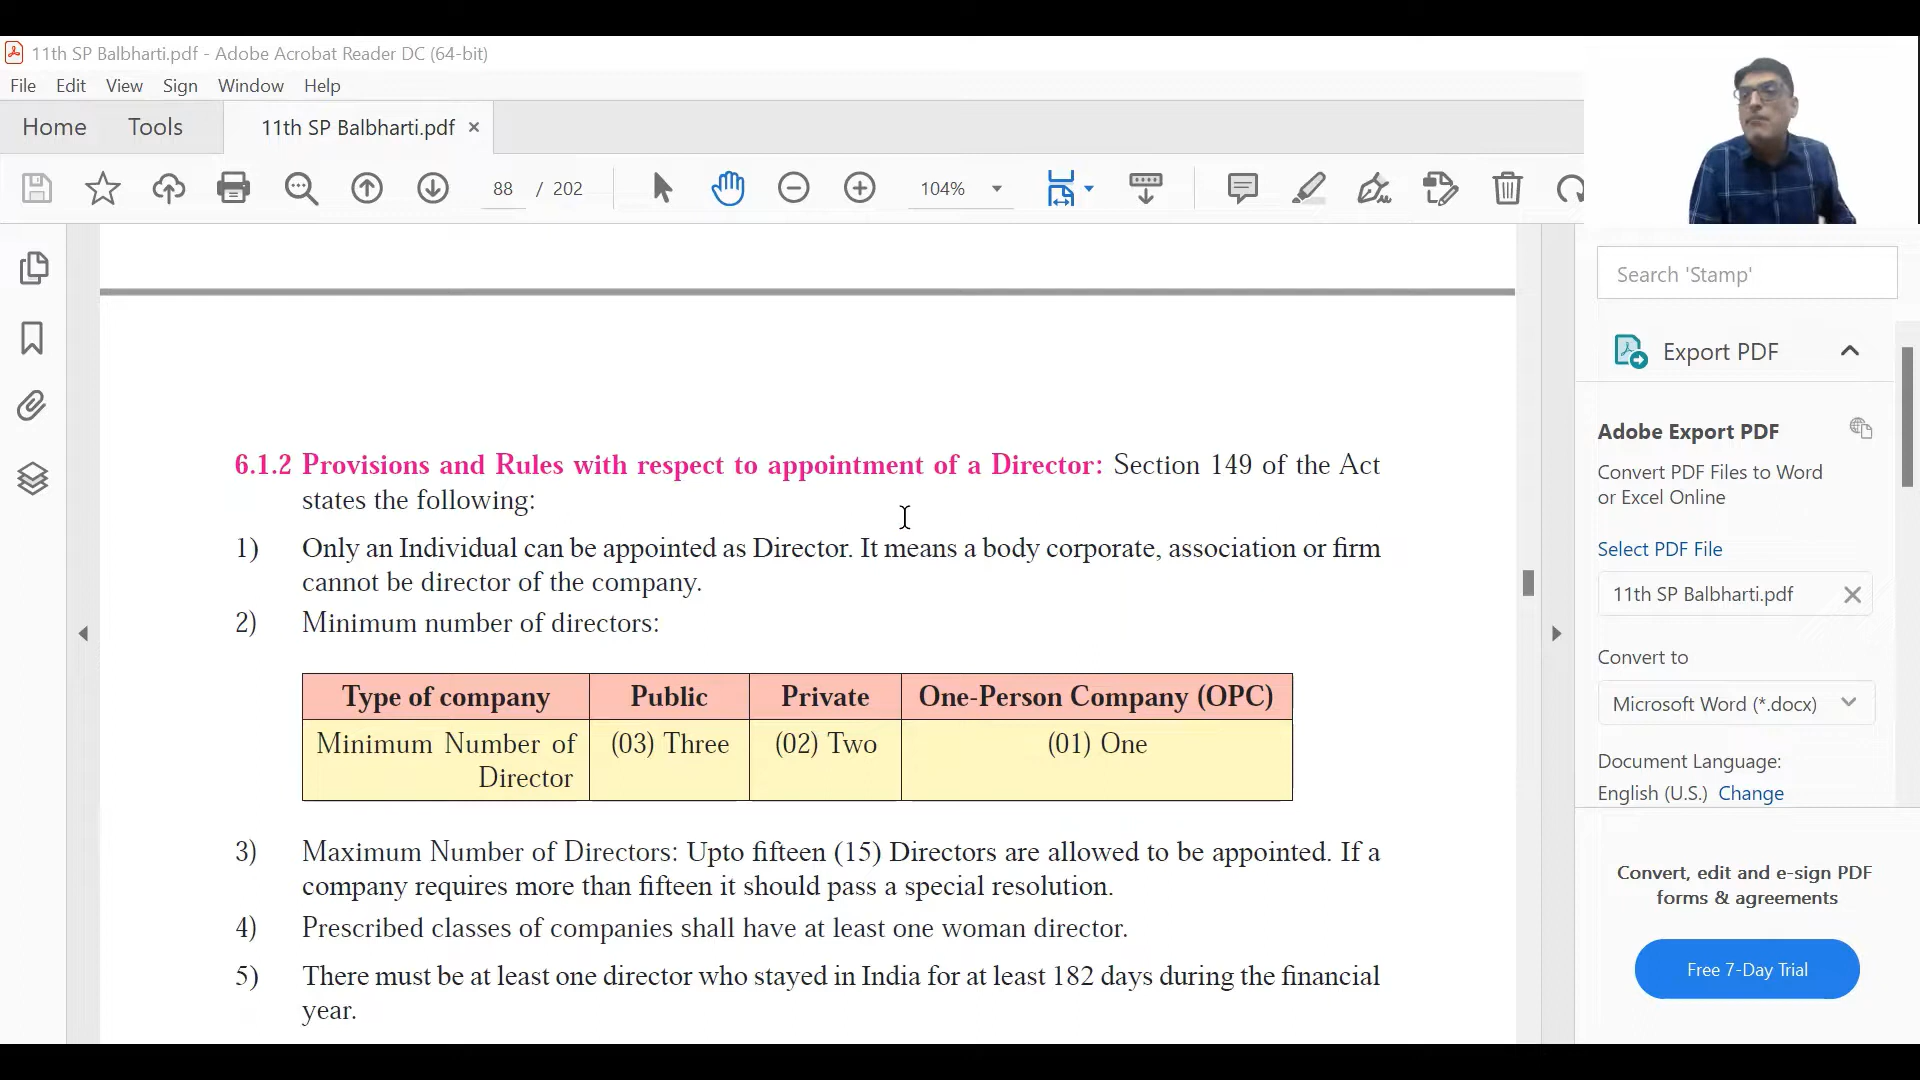 11th SP Balbharti.pdf - Adobe Acrobat Reader DC (64-bit)
File Edit View Sign Window Help
Home Tools 11th SP Balbharti.pdf ×
88 / 202 104%
Search 'Stamp'
Export PDF
Adobe Export PDF
Convert PDF Files to Word
or Excel Online
Select PDF File
11th SP Balbharti.pdf
Convert to
Microsoft Word (*.docx)
Document Language:
English (U.S.) Change
Convert, edit and e-sign PDF
forms & agreements
Free 7-Day Trial
6.1.2 Provisions and Rules with respect to appointment of a Director: Section 149 of the Act
states the following:
1) Only an Individual can be appointed as Director. It means a body corporate, association or firm
cannot be director of the company.
2) Minimum number of directors:
Type of company Public Private One-Person Company (OPC)
Minimum Number of (03) Three (02) Two (01) One
Director
3) Maximum Number of Directors: Upto fifteen (15) Directors are allowed to be appointed. If a
company requires more than fifteen it should pass a special resolution.
4) Prescribed classes of companies shall have at least one woman director.
5) There must be at least one director who stayed in India for at least 182 days during the financial
year.